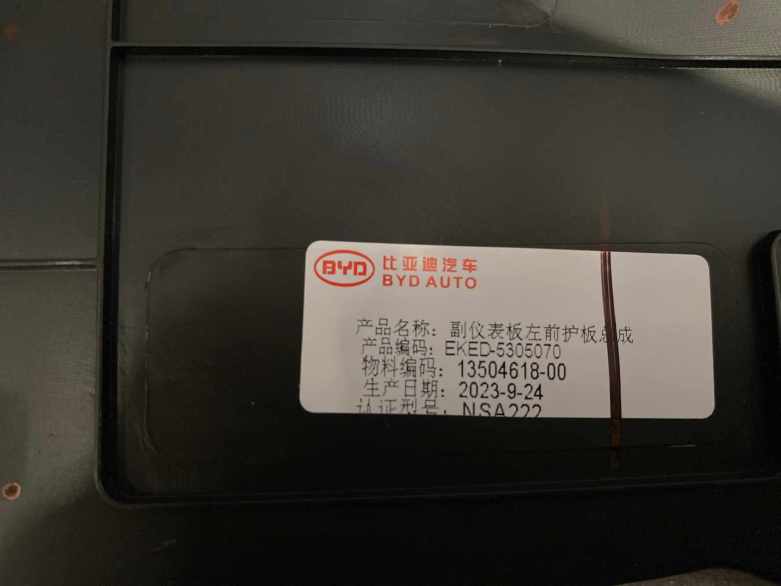 BYD
比亚迪汽车
BYD AUTO
产品名称：副仪表板左前护板总成
产品编码：EKED-5305070
物料编码：13504618-00
生产日期：2023-9-24
认证型号：NSA222